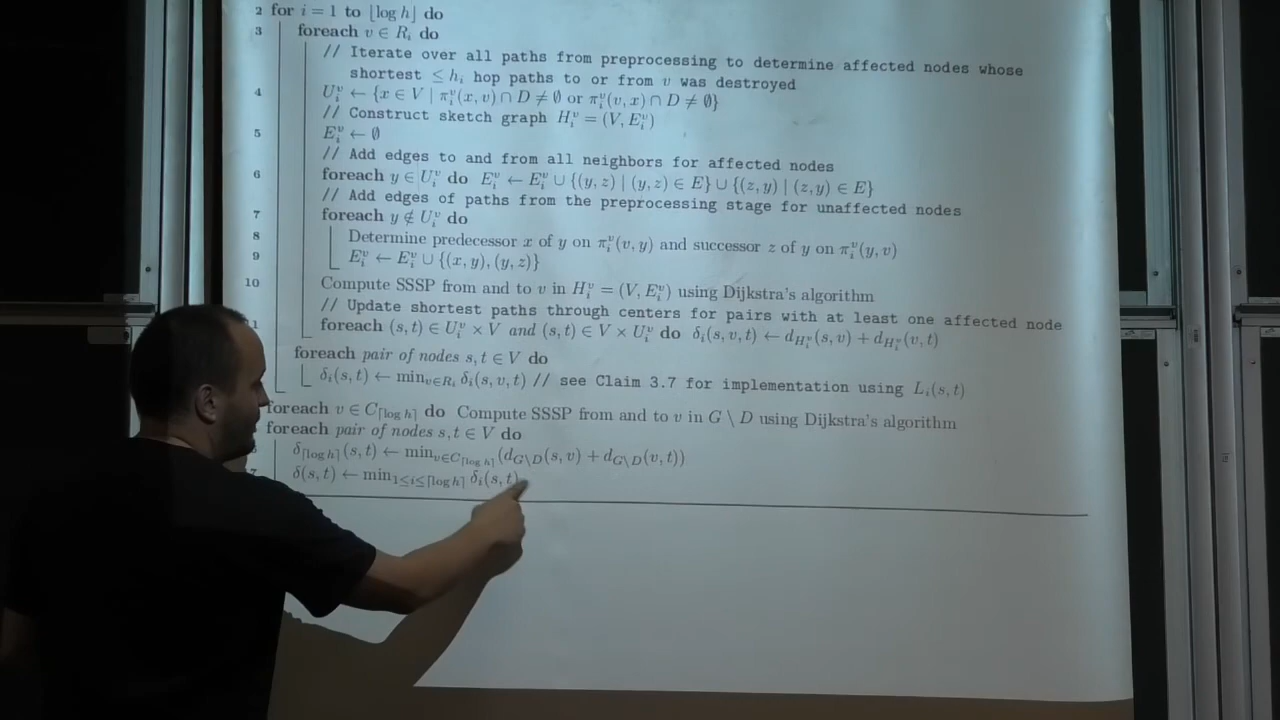 2 for i = 1 to ⌊log h⌋ do
3 foreach v ∈ R_i do
// Iterate over all paths from preprocessing to determine affected nodes whose
shortest ≤ h_i hop paths to or from v was destroyed
4 U_i^v ← {x ∈ V | π_i^v(x, v) ∩ D ≠ ∅ or π_i^v(v, x) ∩ D ≠ ∅}
// Construct sketch graph H_i^v = (V, E_i^v)
5 E_i^v ← ∅
// Add edges to and from all neighbors for affected nodes
6 foreach y ∈ U_i^v do E_i^v ← E_i^v ∪ {(y, z) | (y, z) ∈ E} ∪ {(z, y) | (z, y) ∈ E}
// Add edges of paths from the preprocessing stage for unaffected nodes
7 foreach y ∉ U_i^v do
8 Determine predecessor x of y on π_i^v(v, y) and successor z of y on π_i^v(y, v)
9 E_i^v ← E_i^v ∪ {(x, y), (y, z)}
10 Compute SSSP from and to v in H_i^v = (V, E_i^v) using Dijkstra's algorithm
// Update shortest paths through centers for pairs with at least one affected node
1 foreach (s, t) ∈ U_i^v × V and (s, t) ∈ V × U_i^v do δ_i(s, v, t) ← d_{H_i^v}(s, v) + d_{H_i^v}(v, t)
foreach pair of nodes s, t ∈ V do
δ_i(s, t) ← min_{v∈R_i} δ_i(s, v, t) // see Claim 3.7 for implementation using L_i(s, t)
foreach v ∈ C_{⌈log h⌉} do Compute SSSP from and to v in G \ D using Dijkstra's algorithm
foreach pair of nodes s, t ∈ V do
δ_{⌈log h⌉}(s, t) ← min_{v∈C_{⌈log h⌉}} (d_{G\D}(s, v) + d_{G\D}(v, t))
δ(s, t) ← min_{1≤i≤⌈log h⌉} δ_i(s, t)